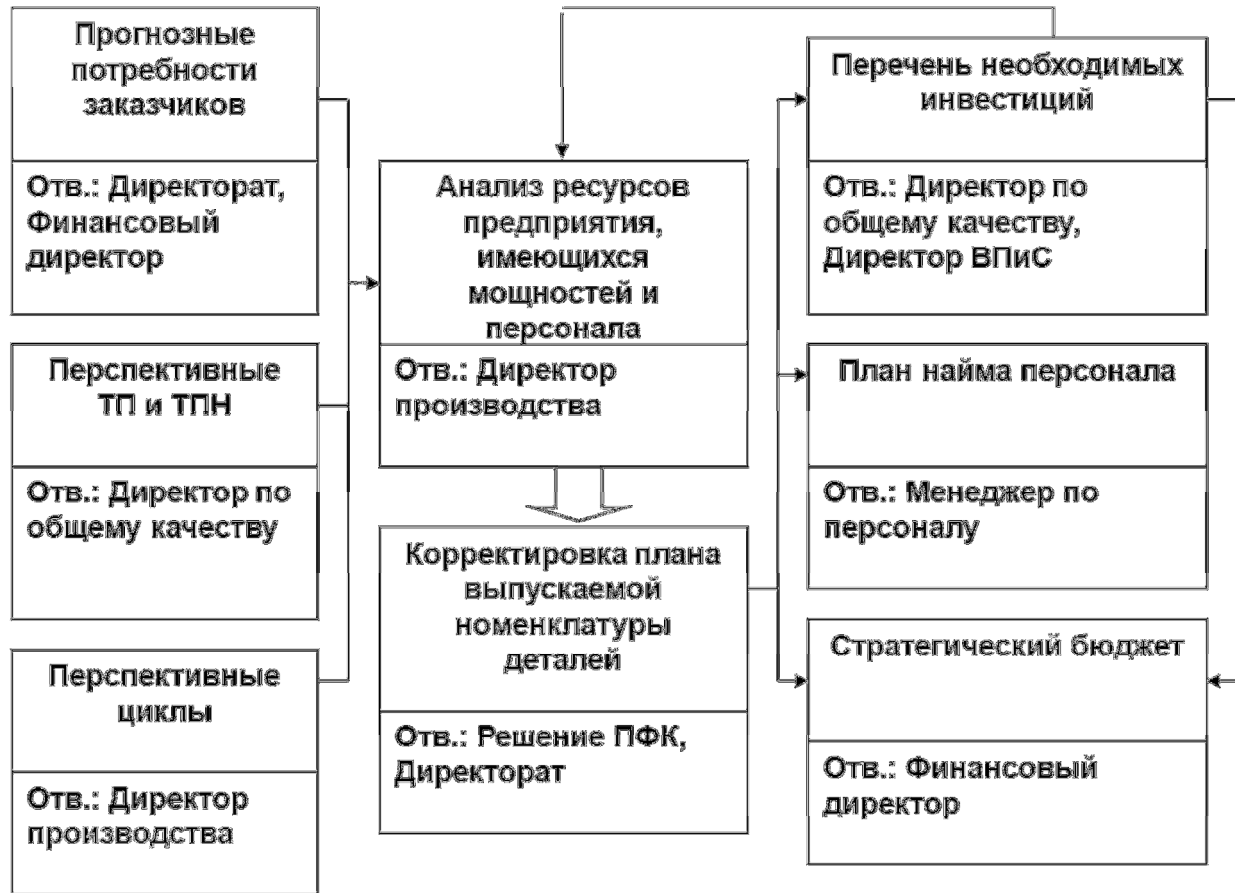 Прогнозные
потребности
заказчиков
Отв.: Директорат,
Финансовый
директор
Перспективные
ТП и ТПН
Отв.: Директор по
общему качеству
Перспективные
циклы
Отв.: Директор
производства
Анализ ресурсов
предприятия,
имеющихся
мощностей и
персонала
Отв.: Директор
производства
Корректировка плана
выпускаемой
номенклатуры
деталей
Отв.: Решение ПФК,
Директорат
Перечень необходимых
инвестиций
Отв.: Директор по
общему качеству,
Директор ВПиС
План найма персонала
Отв.: Менеджер по
персоналу
Стратегический бюджет
Отв.: Финансовый
директор